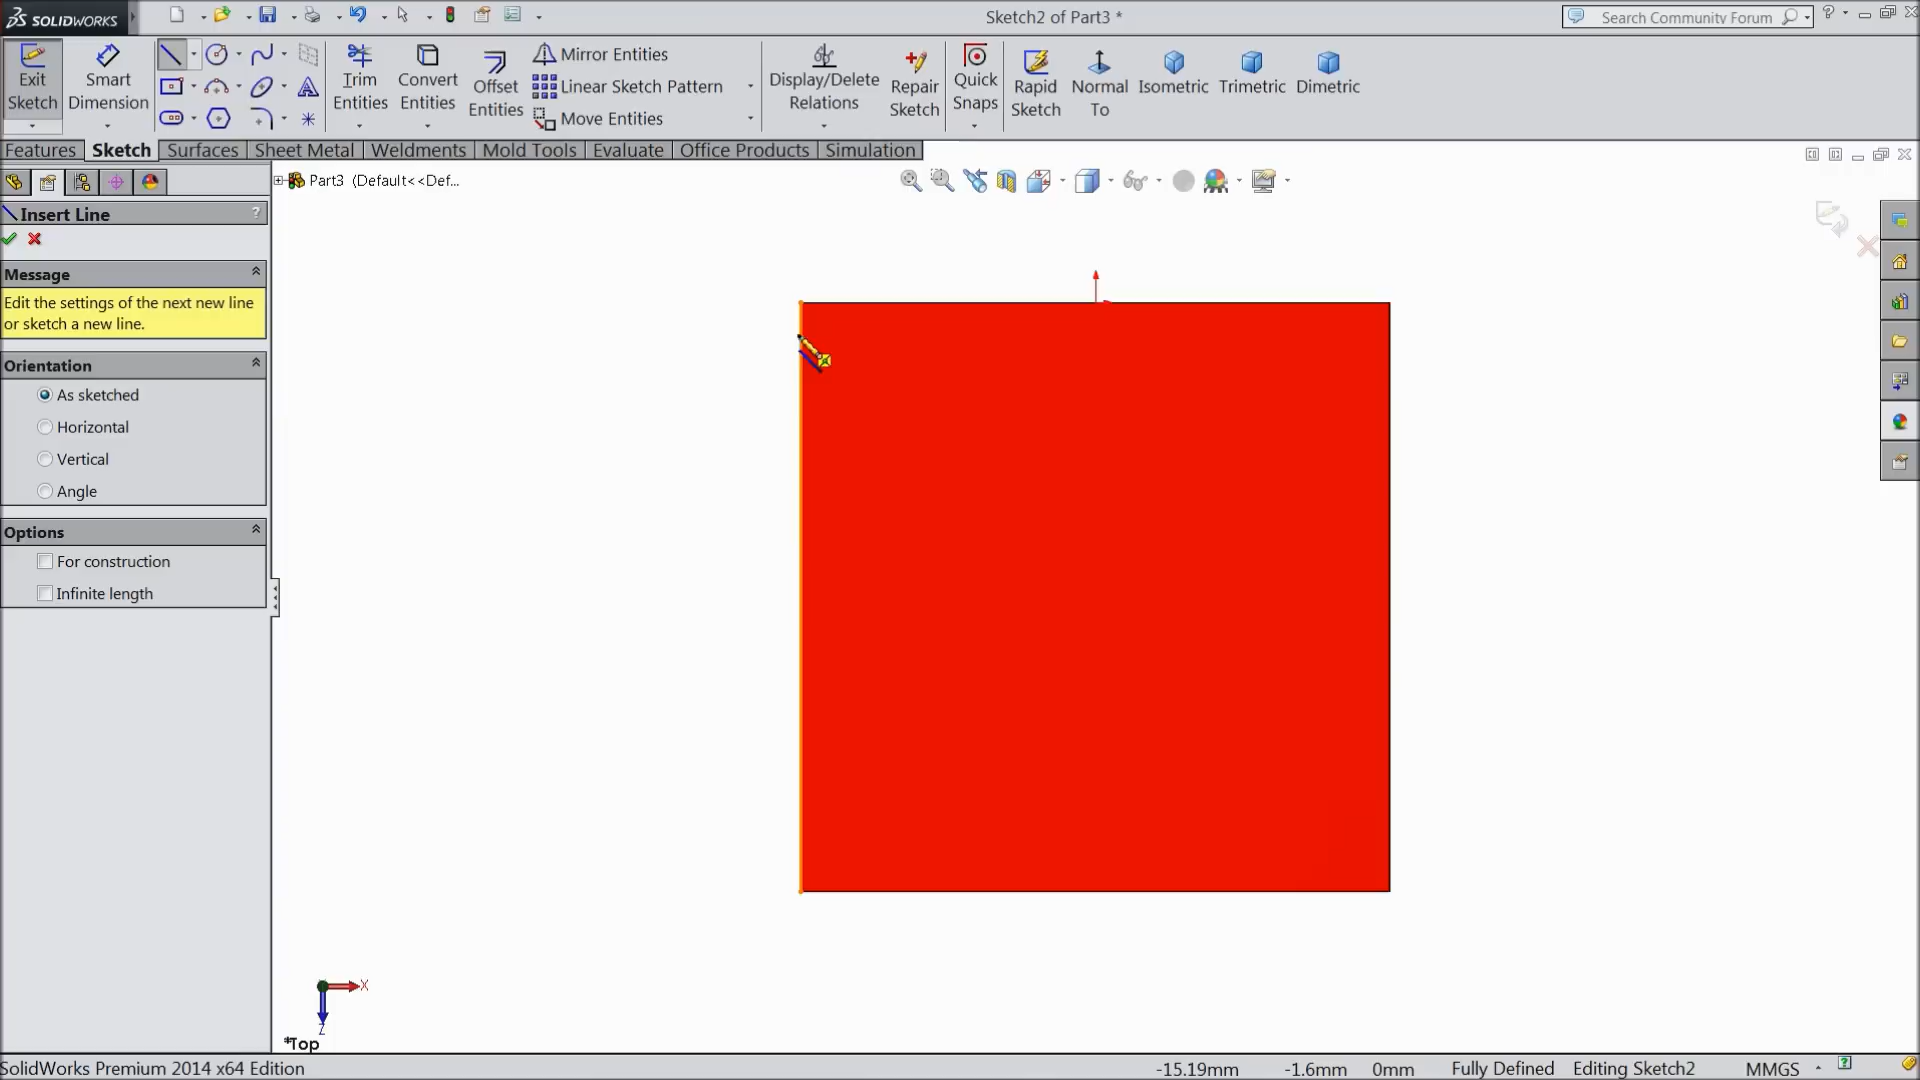 SOLIDWORKS
Sketch2 of Part3 *
Search Community Forum
Exit Sketch
Smart Dimension
Trim Entities
Convert Entities
Offset Entities
Mirror Entities
Linear Sketch Pattern
Move Entities
Display/Delete Relations
Repair Sketch
Quick Snaps
Rapid Sketch
Normal To
Isometric
Trimetric
Dimetric
Features
Sketch
Surfaces
Sheet Metal
Weldments
Mold Tools
Evaluate
Office Products
Simulation
Part3 (Default<<Def...
Insert Line
?
Message
Edit the settings of the next new line
or sketch a new line.
Orientation
As sketched
Horizontal
Vertical
Angle
Options
For construction
Infinite length
X
Z
*Top
SolidWorks Premium 2014 x64 Edition
-15.19mm
-1.6mm
0mm
Fully Defined
Editing Sketch2
MMGS